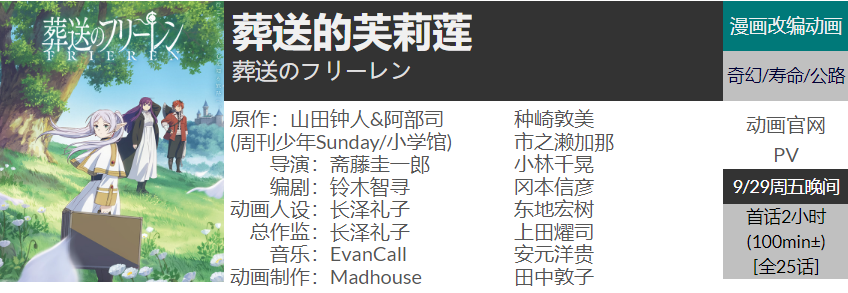 葬送のフリーレン
FRIEREN
葬送的芙莉莲
葬送のフリーレン
原作：山田钟人&阿部司
(周刊少年Sunday/小学馆)
导演：斋藤圭一郎
编剧：铃木智寻
动画人设：长泽礼子
总作监：长泽礼子
音乐：EvanCall
动画制作：Madhouse
种崎敦美
市之濑加那
小林千晃
冈本信彦
东地宏树
上田燿司
安元洋贵
田中敦子
漫画改编动画
奇幻/寿命/公路
动画官网
PV
9/29周五晚间
首话2小时
(100min±)
[全25话]